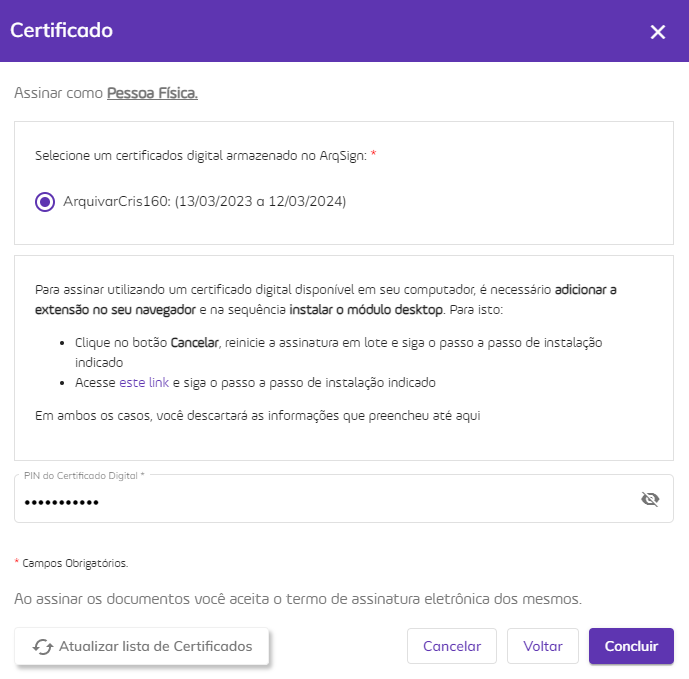 Certificado
Assinar como Pessoa Física.
Selecione um certificados digital armazenado no ArqSign: *
ArquivarCris160: (13/03/2023 a 12/03/2024)
Para assinar utilizando um certificado digital disponível em seu computador, é necessário adicionar a
extensão no seu navegador e na sequência instalar o módulo desktop. Para isto:
• Clique no botão Cancelar, reinicie a assinatura em lote e siga o passo a passo de instalação
indicado
• Acesse este link e siga o passo a passo de instalação indicado
Em ambos os casos, você descartará as informações que preencheu até aqui
PIN do Certificado Digital *
•••••••••••
* Campos Obrigatórios.
Ao assinar os documentos você aceita o termo de assinatura eletrônica dos mesmos.
Atualizar lista de Certificados
Cancelar
Voltar
Concluir